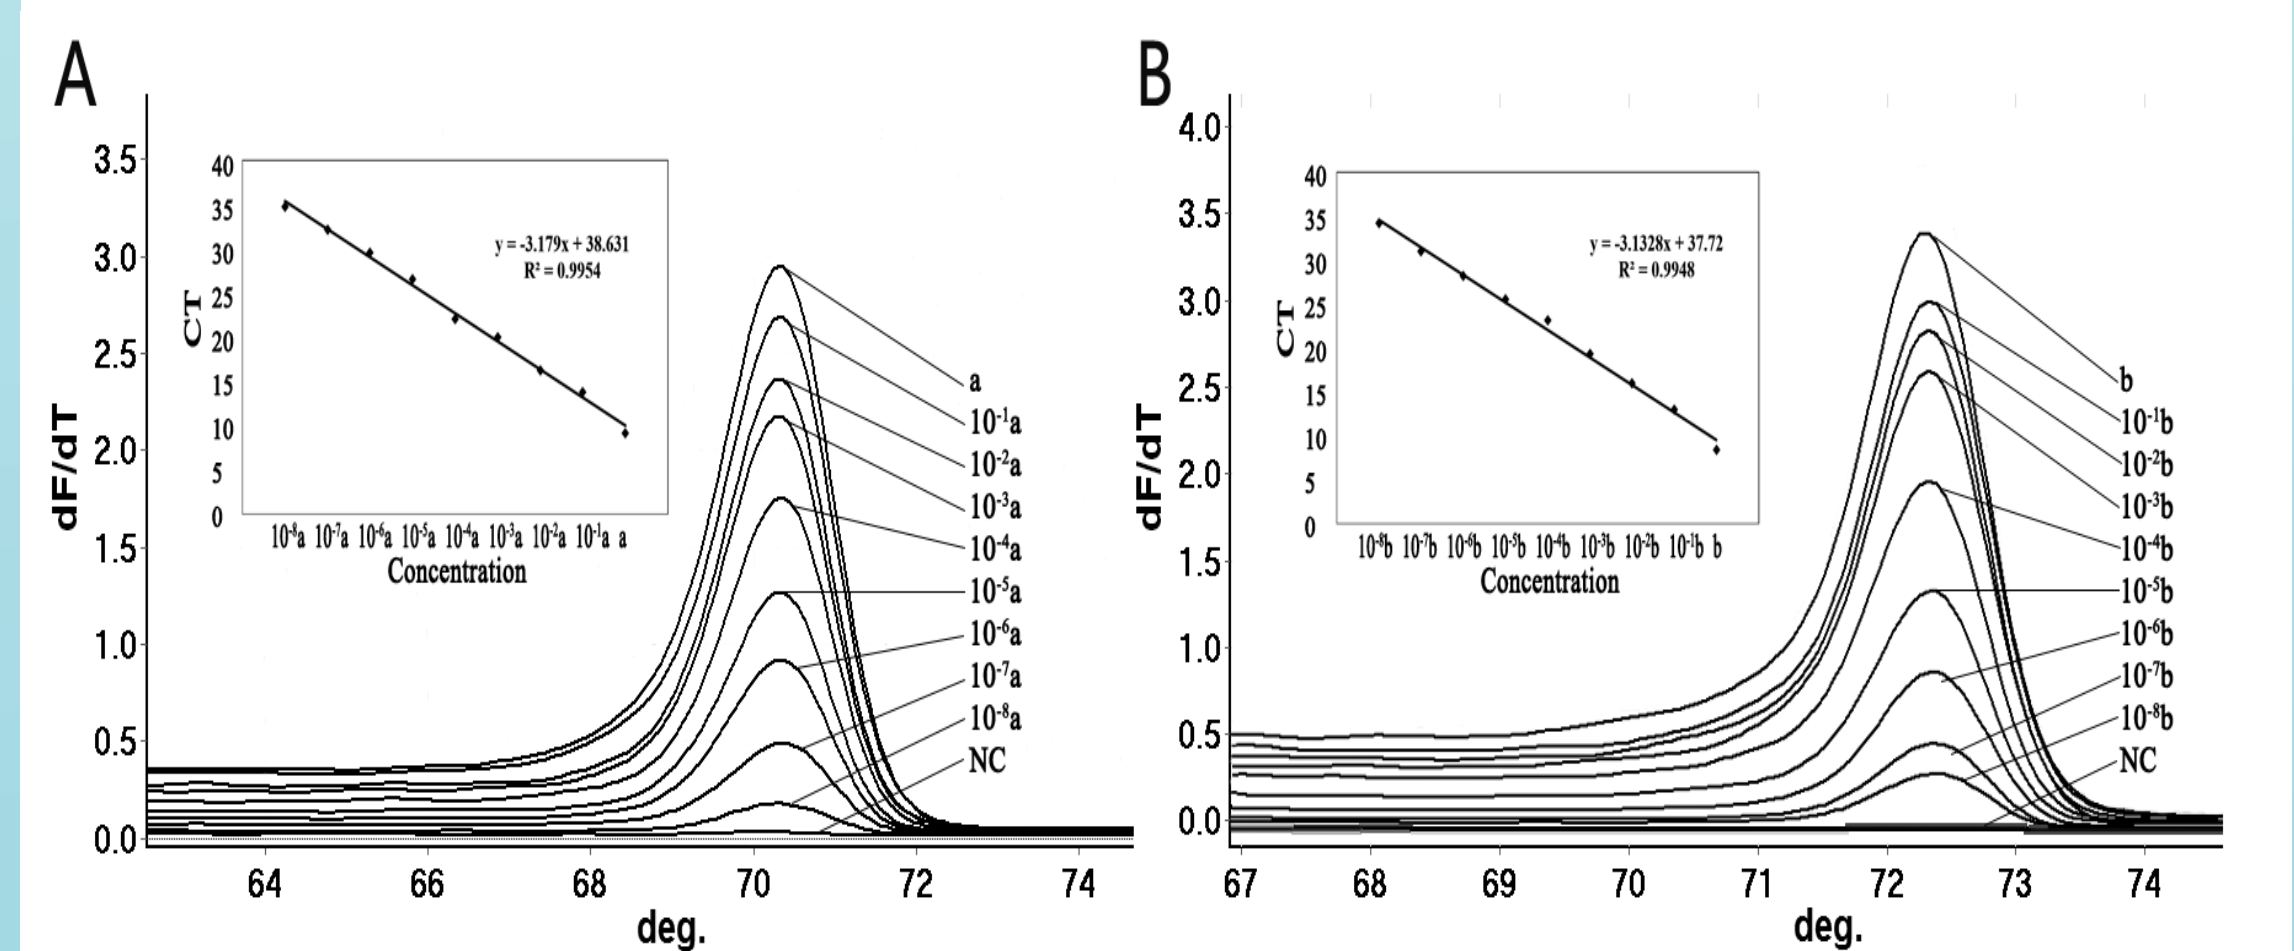 A
3.5
3.0
2.5
2.0
1.5
1.0
0.5
0.0
dF/dT
64 66 68 70 72 74
deg.
40
35
30
25
20
15
10
5
0
CT
y = -3.179x + 38.631
R² = 0.9954
10⁻⁸a 10⁻⁷a 10⁻⁶a 10⁻⁵a 10⁻⁴a 10⁻³a 10⁻²a 10⁻¹a a
Concentration
a
10⁻¹a
10⁻²a
10⁻³a
10⁻⁴a
10⁻⁵a
10⁻⁶a
10⁻⁷a
10⁻⁸a
NC
B
4.0
3.5
3.0
2.5
2.0
1.5
1.0
0.5
0.0
dF/dT
67 68 69 70 71 72 73 74
deg.
40
35
30
25
20
15
10
5
0
CT
y = -3.1328x + 37.72
R² = 0.9948
10⁻⁸b 10⁻⁷b 10⁻⁶b 10⁻⁵b 10⁻⁴b 10⁻³b 10⁻²b 10⁻¹b b
Concentration
b
10⁻¹b
10⁻²b
10⁻³b
10⁻⁴b
10⁻⁵b
10⁻⁶b
10⁻⁷b
10⁻⁸b
NC